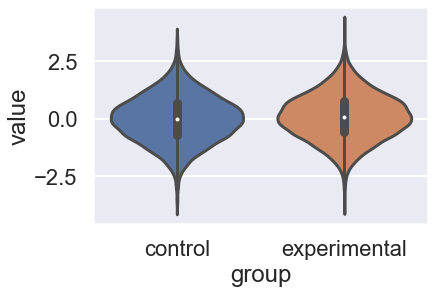 value
2.5
0.0
−2.5
control experimental
group